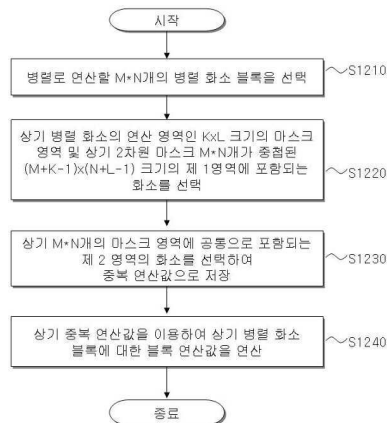 시작
병렬로 연산할 M*N개의 병렬 화소 블록을 선택
S1210
상기 병렬 화소의 연산 영역인 KxL 크기의 마스크
영역 및 상기 2차원 마스크 M*N개가 중첩된
(M+K-1)x(N+L-1) 크기의 제 1영역에 포함되는
화소를 선택
S1220
상기 M*N개의 마스크 영역에 공통으로 포함되는
제 2 영역의 화소를 선택하여
중복 연산값으로 저장
S1230
상기 중복 연산값을 이용하여 상기 병렬 화소
블록에 대한 블록 연산값을 연산
S1240
종료